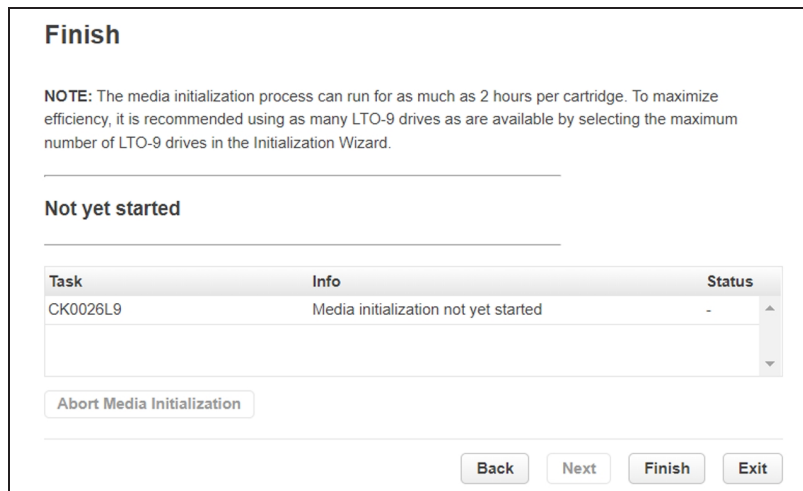 Finish
NOTE: The media initialization process can run for as much as 2 hours per cartridge. To maximize
efficiency, it is recommended using as many LTO-9 drives as are available by selecting the maximum
number of LTO-9 drives in the Initialization Wizard.
Not yet started
Task Info Status
CK0026L9 Media initialization not yet started -
Abort Media Initialization
Back Next Finish Exit